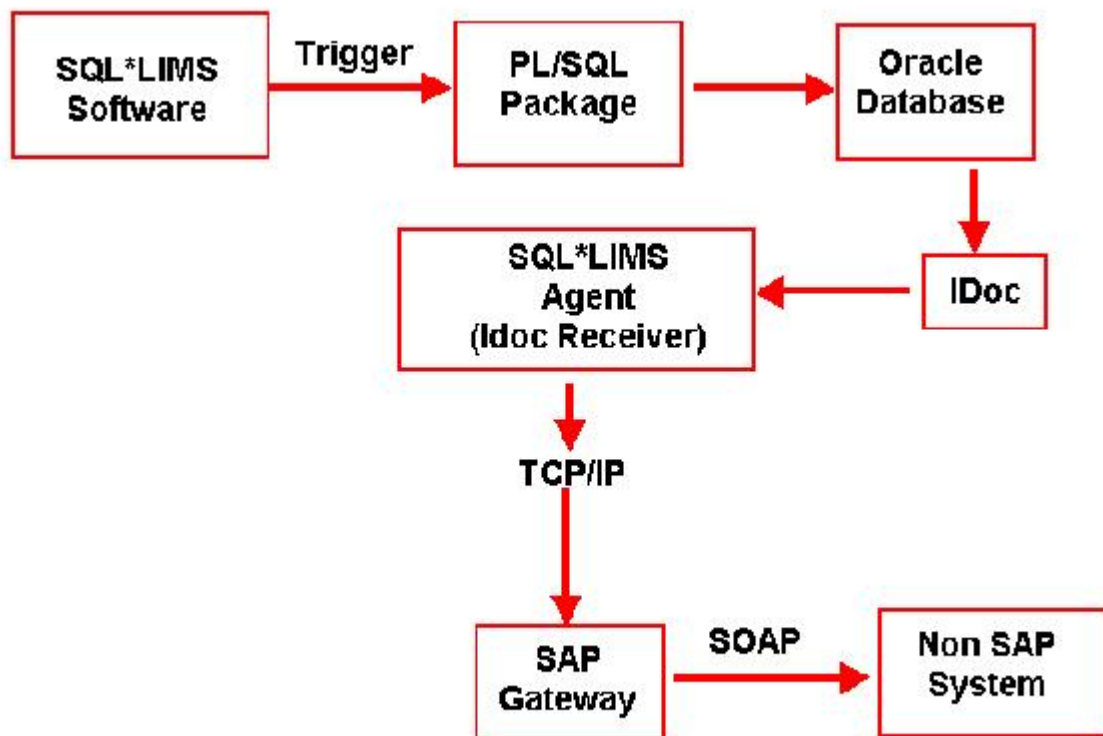 SQL*LIMS
Software
Trigger
PL/SQL
Package
Oracle
Database
IDoc
SQL*LIMS
Agent
(Idoc Receiver)
TCP/IP
SAP
Gateway
SOAP
Non SAP
System